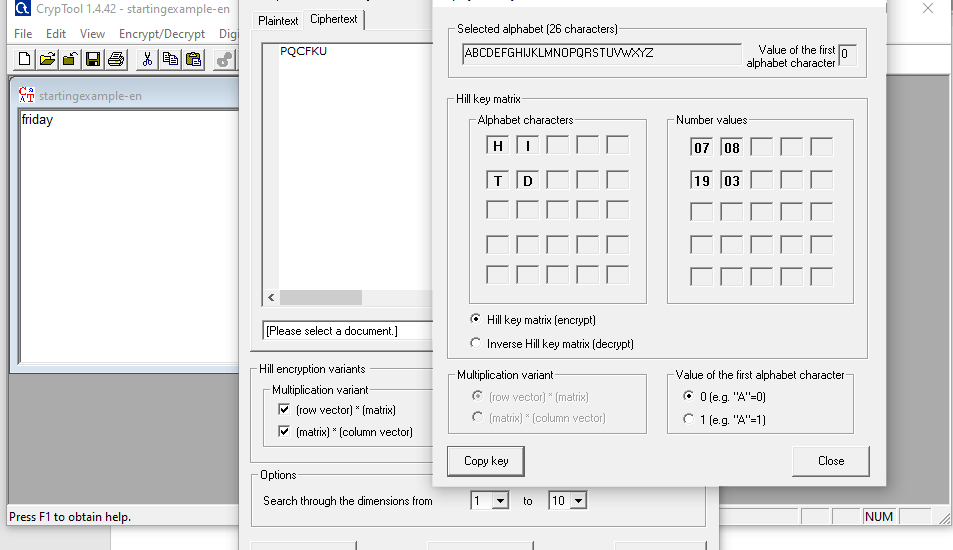 CrypTool 1.4.42 - startingexample-en
File Edit View Encrypt/Decrypt
startingexample-en
friday
Press F1 to obtain help.
Plaintext Ciphertext
PQCFKU
[Please select a document.]
Hill encryption variants
Multiplication variant
(row vector) * (matrix)
(matrix) * (column vector)
Options
Search through the dimensions from 1 to 10
Selected alphabet (26 characters)
ABCDEFGHIJKLMNOPQRSTUVWXYZ
Value of the first
alphabet character 0
Hill key matrix
Alphabet characters
H I
T D
Number values
07 08
19 03
Hill key matrix (encrypt)
Inverse Hill key matrix (decrypt)
Multiplication variant
(row vector) * (matrix)
(matrix) * (column vector)
Value of the first alphabet character
0 (e.g. "A"=0)
1 (e.g. "A"=1)
Copy key
Close
NUM